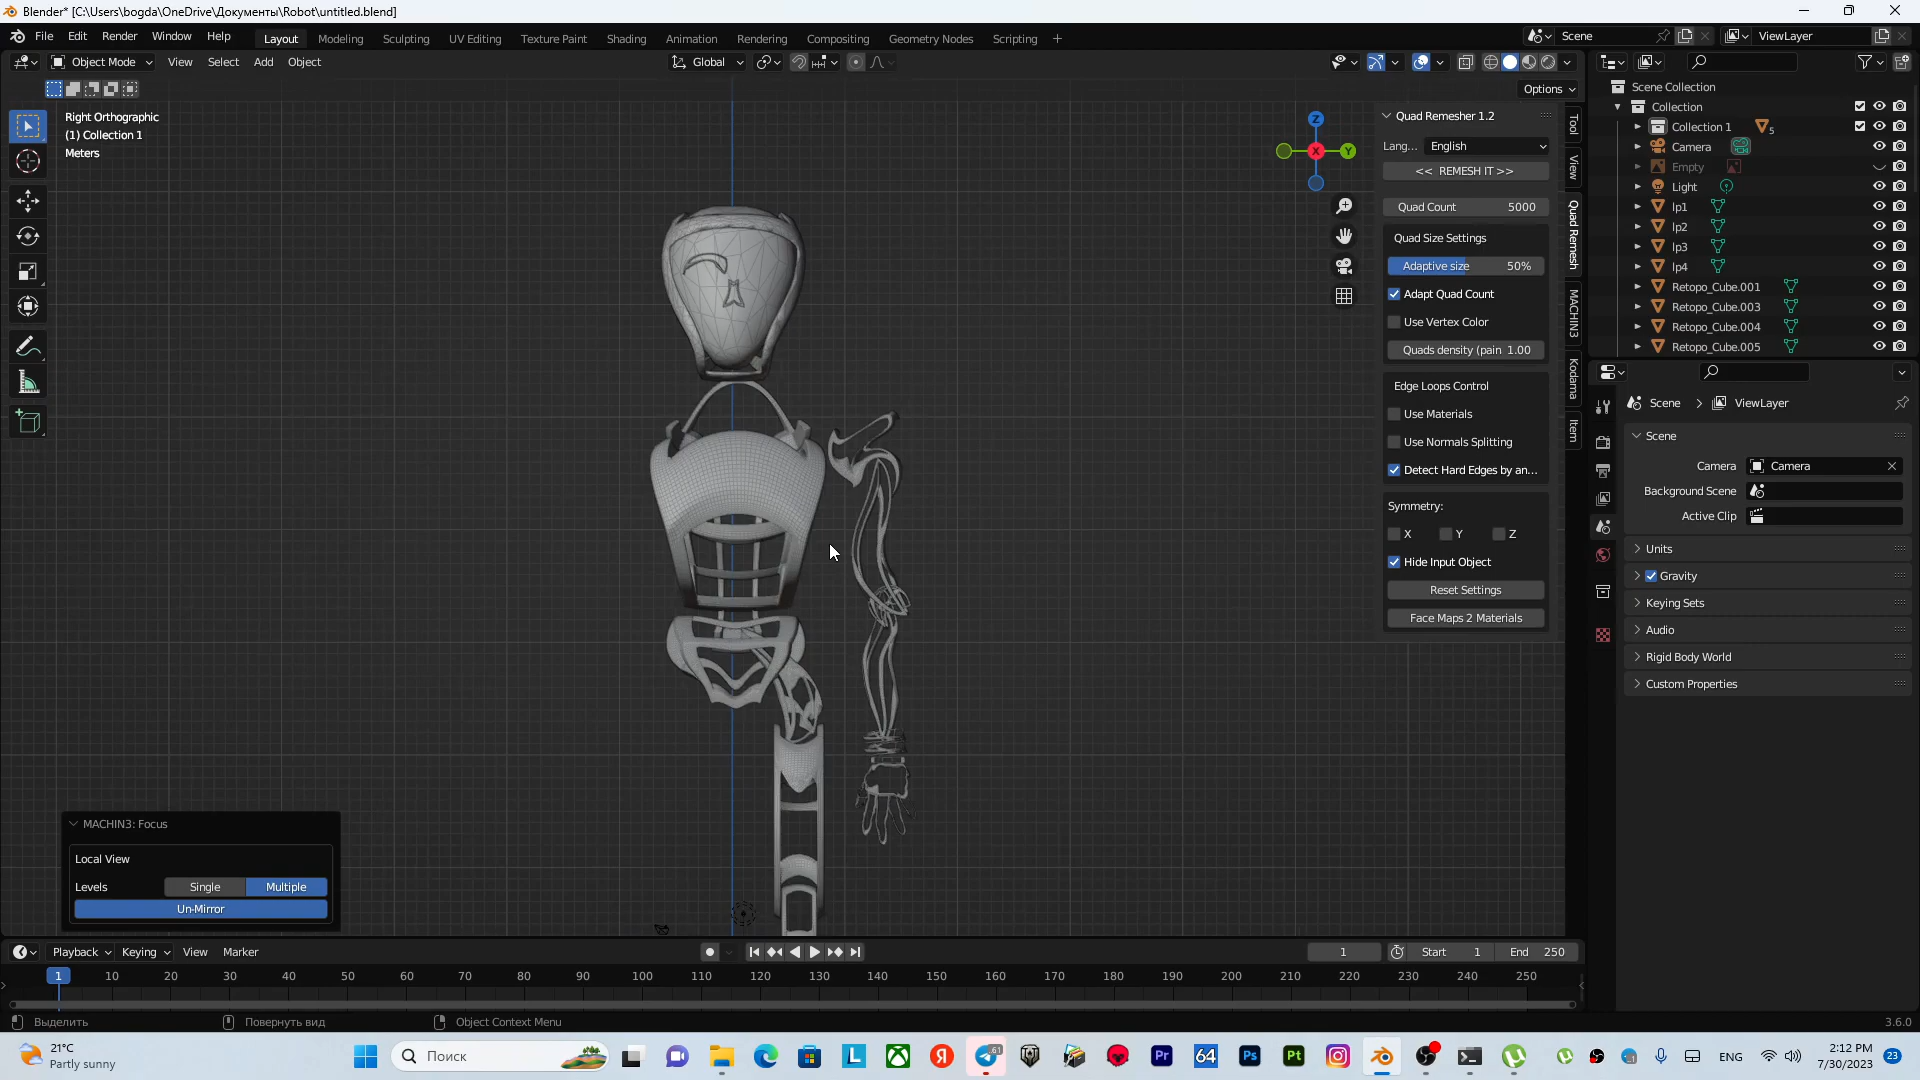 Blender* [C:\Users\bogda\OneDrive\Документы\Robot\untitled.blend]
File Edit Render Window Help Layout Modeling Sculpting UV Editing Texture Paint Shading Animation Rendering Compositing Geometry Nodes Scripting + Scene ViewLayer
Object Mode View Select Add Object Global
Options
Right Orthographic
(1) Collection 1
Meters
Z
X
Y
Quad Remesher 1.2
Lang... English
<< REMESH IT >>
Quad Count 5000
Quad Size Settings
Adaptive size 50%
Adapt Quad Count
Use Vertex Color
Quads density (pain 1.00
Edge Loops Control
Use Materials
Use Normals Splitting
Detect Hard Edges by an...
Symmetry:
X Y Z
Hide Input Object
Reset Settings
Face Maps 2 Materials
Tool
View
Quad Remesh
MACHIN3
Kodama
Item
Scene Collection
Collection
Collection 1 5
Camera
Empty
Light
lp1
lp2
lp3
lp4
Retopo_Cube.001
Retopo_Cube.003
Retopo_Cube.004
Retopo_Cube.005
Scene > ViewLayer
Scene
Camera Camera
Background Scene
Active Clip
Units
Gravity
Keying Sets
Audio
Rigid Body World
Custom Properties
MACHIN3: Focus
Local View
Levels Single Multiple
Un-Mirror
Playback Keying View Marker 1 Start 1 End 250
1 10 20 30 40 50 60 70 80 90 100 110 120 130 140 150 160 170 180 190 200 210 220 230 240 250
Выделить Повернуть вид Object Context Menu 3.6.0
21°C
Partly sunny
Поиск
61
L
Я
Pr
64
Ps
Pt
ENG
2:12 PM
7/30/2023
23